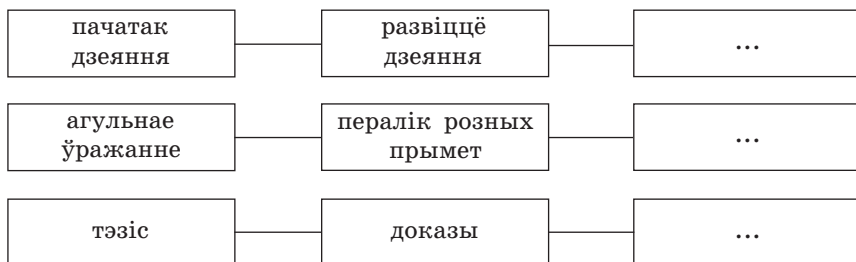 пачатак
дзеяння
развіццё
дзеяння
...
агульнае
ўражанне
пералік розных
прымет
...
тэзіс
доказы
...